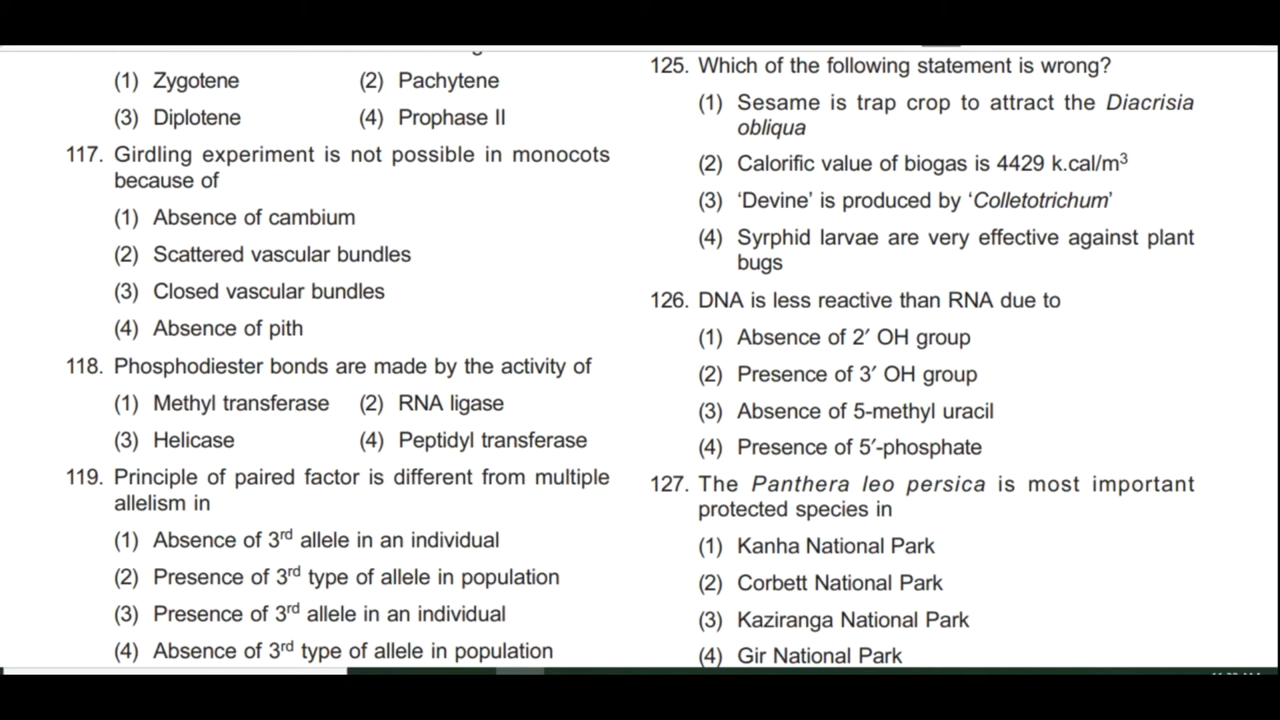 (1) Zygotene (2) Pachytene
(3) Diplotene (4) Prophase II
117. Girdling experiment is not possible in monocots
because of
(1) Absence of cambium
(2) Scattered vascular bundles
(3) Closed vascular bundles
(4) Absence of pith
118. Phosphodiester bonds are made by the activity of
(1) Methyl transferase (2) RNA ligase
(3) Helicase (4) Peptidyl transferase
119. Principle of paired factor is different from multiple
allelism in
(1) Absence of 3rd allele in an individual
(2) Presence of 3rd type of allele in population
(3) Presence of 3rd allele in an individual
(4) Absence of 3rd type of allele in population
125. Which of the following statement is wrong?
(1) Sesame is trap crop to attract the Diacrisia
obliqua
(2) Calorific value of biogas is 4429 k.cal/m³
(3) ‘Devine’ is produced by ‘Colletotrichum’
(4) Syrphid larvae are very effective against plant
bugs
126. DNA is less reactive than RNA due to
(1) Absence of 2′ OH group
(2) Presence of 3′ OH group
(3) Absence of 5-methyl uracil
(4) Presence of 5′-phosphate
127. The Panthera leo persica is most important
protected species in
(1) Kanha National Park
(2) Corbett National Park
(3) Kaziranga National Park
(4) Gir National Park